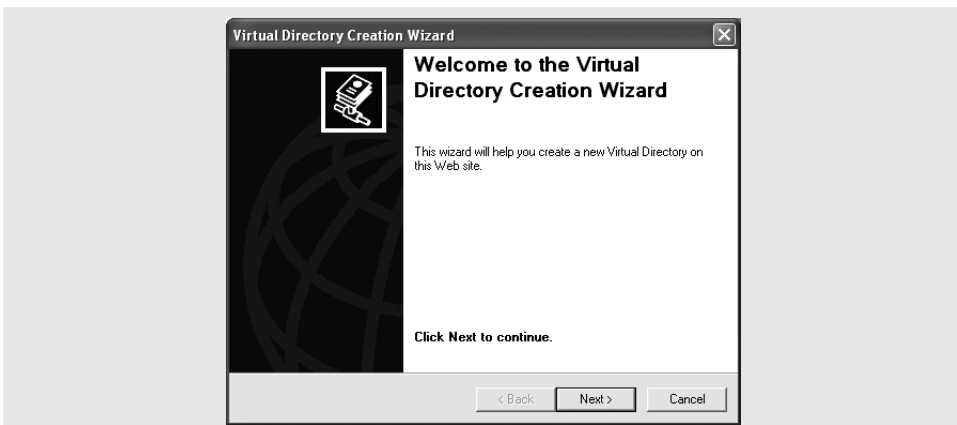 Virtual Directory Creation Wizard
Welcome to the Virtual
Directory Creation Wizard
This wizard will help you create a new Virtual Directory on
this Web site.
Click Next to continue.
< Back Next > Cancel